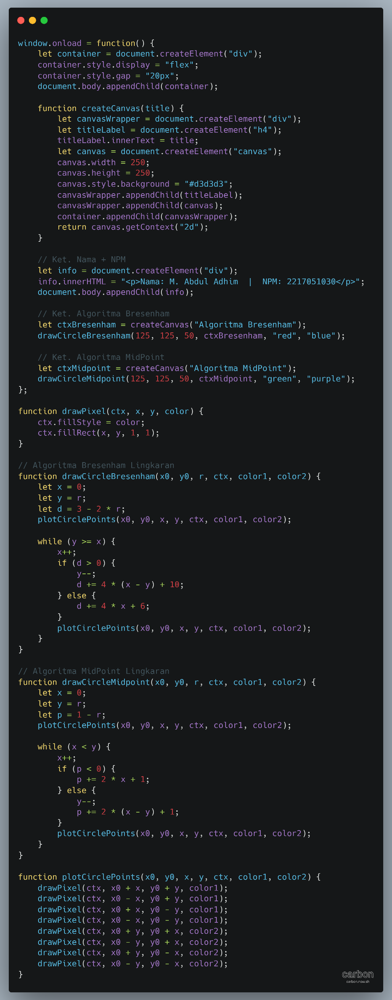 window.onload = function() {
    let container = document.createElement("div");
    container.style.display = "flex";
    container.style.gap = "20px";
    document.body.appendChild(container);

    function createCanvas(title) {
        let canvasWrapper = document.createElement("div");
        let titleLabel = document.createElement("h4");
        titleLabel.innerText = title;
        let canvas = document.createElement("canvas");
        canvas.width = 250;
        canvas.height = 250;
        canvas.style.background = "#d3d3d3";
        canvasWrapper.appendChild(titleLabel);
        canvasWrapper.appendChild(canvas);
        container.appendChild(canvasWrapper);
        return canvas.getContext("2d");
    }

    // Ket. Nama + NPM
    let info = document.createElement("div");
    info.innerHTML = "<p>Nama: M. Abdul Adhim  |  NPM: 2217051030</p>";
    document.body.appendChild(info);

    // Ket. Algoritma Bresenham
    let ctxBresenham = createCanvas("Algoritma Bresenham");
    drawCircleBresenham(125, 125, 50, ctxBresenham, "red", "blue");

    // Ket. Algoritma MidPoint
    let ctxMidpoint = createCanvas("Algoritma MidPoint");
    drawCircleMidpoint(125, 125, 50, ctxMidpoint, "green", "purple");
};

function drawPixel(ctx, x, y, color) {
    ctx.fillStyle = color;
    ctx.fillRect(x, y, 1, 1);
}

// Algoritma Bresenham Lingkaran
function drawCircleBresenham(x0, y0, r, ctx, color1, color2) {
    let x = 0;
    let y = r;
    let d = 3 - 2 * r;
    plotCirclePoints(x0, y0, x, y, ctx, color1, color2);

    while (y >= x) {
        x++;
        if (d > 0) {
            y--;
            d += 4 * (x - y) + 10;
        } else {
            d += 4 * x + 6;
        }
        plotCirclePoints(x0, y0, x, y, ctx, color1, color2);
    }
}

// Algoritma MidPoint Lingkaran
function drawCircleMidpoint(x0, y0, r, ctx, color1, color2) {
    let x = 0;
    let y = r;
    let p = 1 - r;
    plotCirclePoints(x0, y0, x, y, ctx, color1, color2);

    while (x < y) {
        x++;
        if (p < 0) {
            p += 2 * x + 1;
        } else {
            y--;
            p += 2 * (x - y) + 1;
        }
        plotCirclePoints(x0, y0, x, y, ctx, color1, color2);
    }
}

function plotCirclePoints(x0, y0, x, y, ctx, color1, color2) {
    drawPixel(ctx, x0 + x, y0 + y, color1);
    drawPixel(ctx, x0 - x, y0 + y, color1);
    drawPixel(ctx, x0 + x, y0 - y, color1);
    drawPixel(ctx, x0 - x, y0 - y, color1);
    drawPixel(ctx, x0 + y, y0 + x, color2);
    drawPixel(ctx, x0 - y, y0 + x, color2);
    drawPixel(ctx, x0 + y, y0 - x, color2);
    drawPixel(ctx, x0 - y, y0 - x, color2);
}
carbon
carbon.now.sh